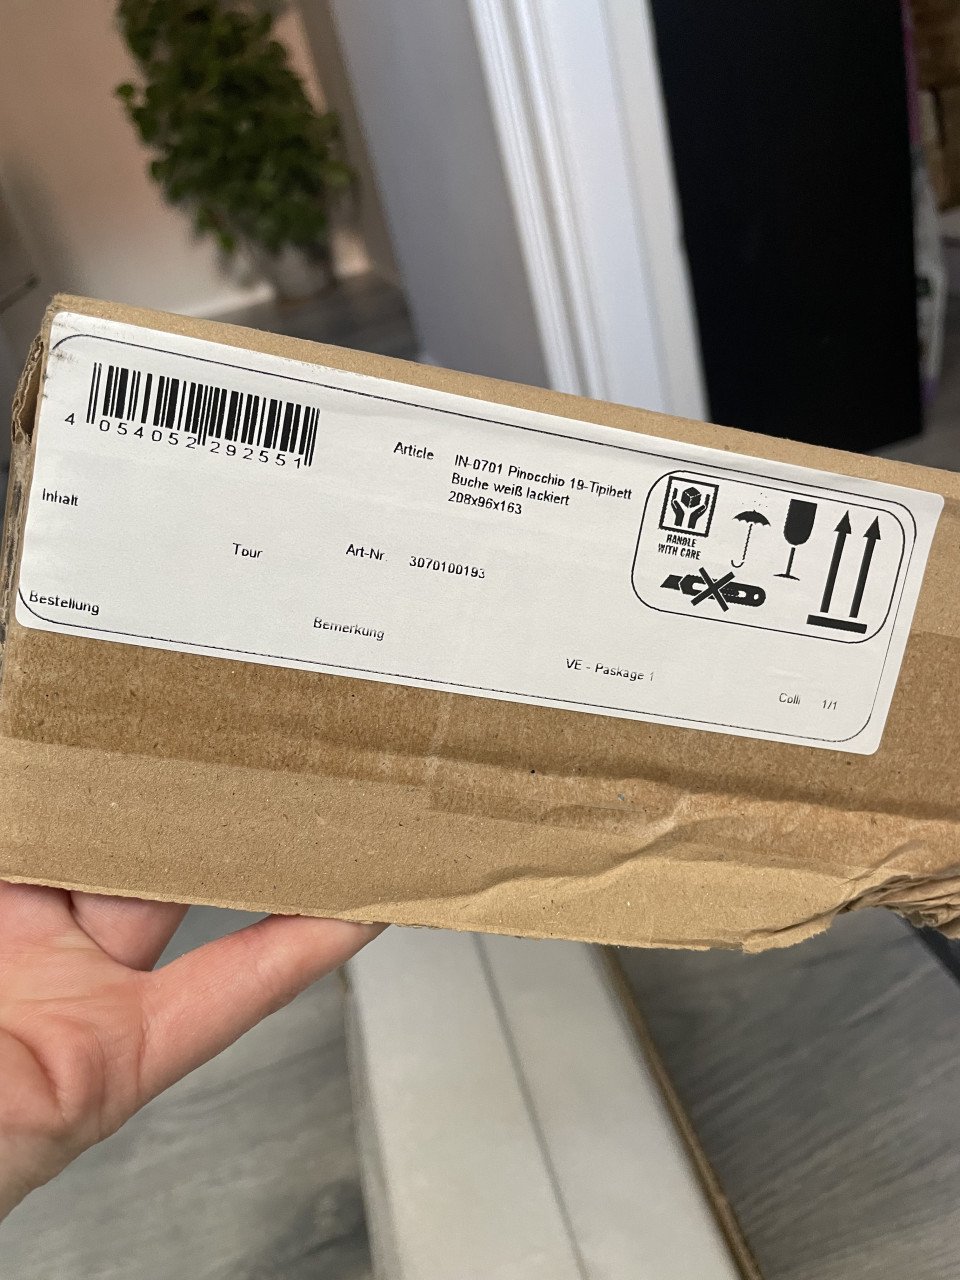 4 054052 292551
Article
IN-0701 Pinocchio 19-Tipibett
Buche weiß lackiert
208x96x163
HANDLE
WITH CARE
Inhalt
Tour
Art-Nr.
3070100193
Bestellung
Bemerkung
VE - Paskage 1
Colli 1/1